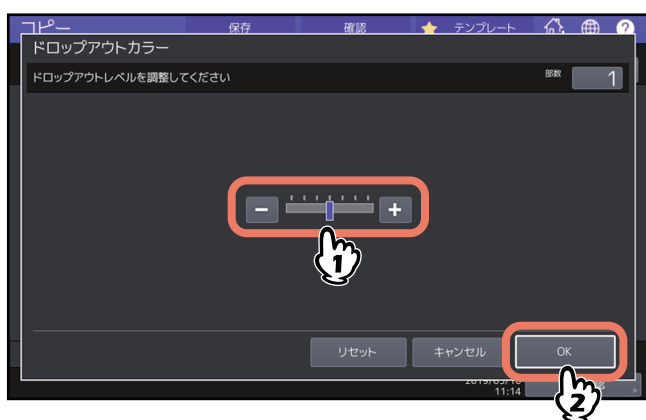 コピー 保存 確認 テンプレート ?
ドロップアウトカラー
ドロップアウトレベルを調整してください 部数 1
− +
1
リセット キャンセル OK
11:14
2